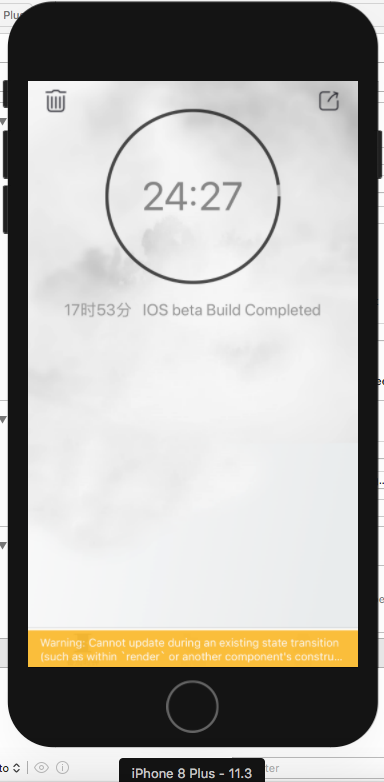 Plu
24:27
17时53分 IOS beta Build Completed
Warning: Cannot update during an existing state transition
(such as within `render` or another component's constru...
to
iPhone 8 Plus - 11.3
ter